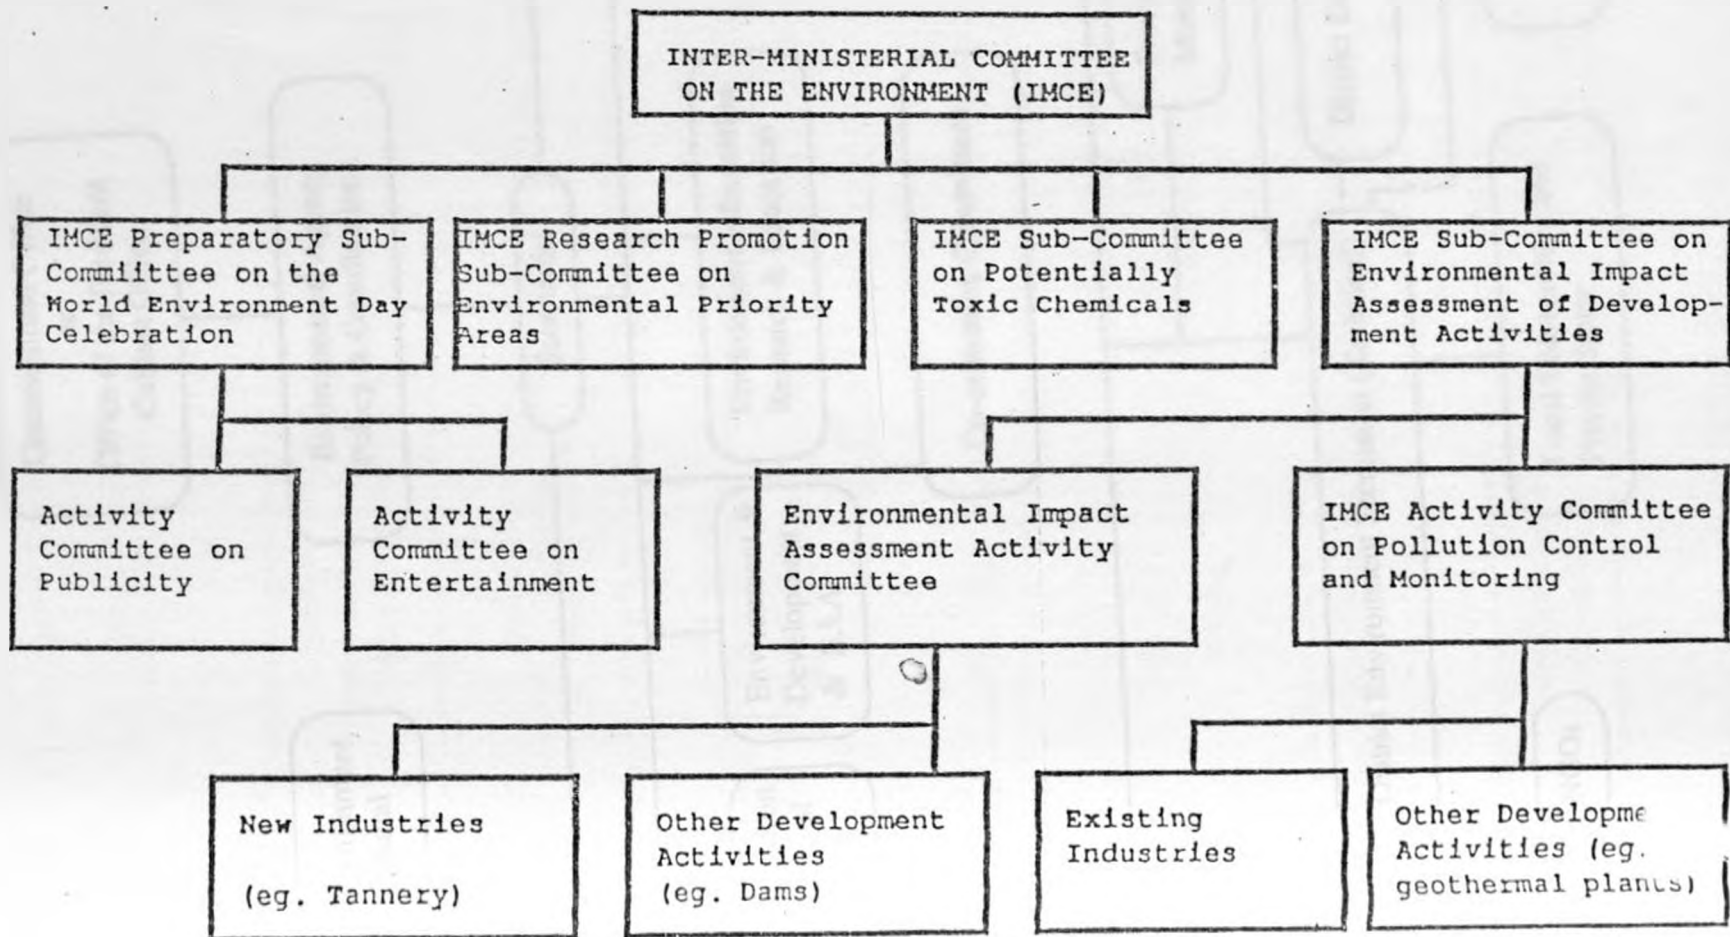 INTER-MINISTERIAL COMMITTEE
ON THE ENVIRONMENT (IMCE)
IMCE Preparatory Sub-
Commiittee on the
World Environment Day
Celebration
IMCE Research Promotion
Sub-Committee on
Environmental Priority
Areas
IMCE Sub-Committee
on Potentially
Toxic Chemicals
IMCE Sub-Committee on
Environmental Impact
Assessment of Develop-
ment Activities
Activity
Committee on
Publicity
Activity
Committee on
Entertainment
Environmental Impact
Assessment Activity
Committee
IMCE Activity Committee
on Pollution Control
and Monitoring
New Industries
(eg. Tannery)
Other Development
Activities
(eg. Dams)
Existing
Industries
Other Developme
Activities (eg.
geothermal plants)